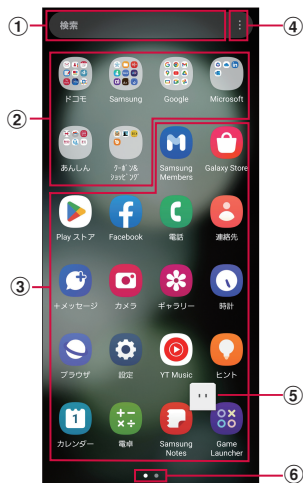 ① 検索 ④
ドコモ Samsung Google Microsoft
②
あんしん クーポン& ショッピング Samsung Members Galaxy Store
Play ストア Facebook 電話 連絡先
③
+メッセージ カメラ ギャラリー 時計
ブラウザ 設定 YT Music ヒント
⑤
1
カレンダー 電卓 Samsung Notes Game Launcher
⑥